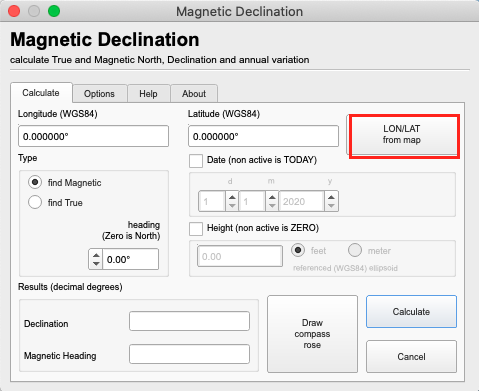 Magnetic Declination
Magnetic Declination
calculate True and Magnetic North, Declination and annual variation
Calculate Options Help About
Longitude (WGS84) Latitude (WGS84)
0.000000° 0.000000° LON/LAT
from map
Type Date (non active is TODAY)
find Magnetic d m y
find True 1 1 2020
heading Height (non active is ZERO)
(Zero is North)
0.00° 0.00 feet meter
referenced (WGS84) ellipsoid
Results (decimal degrees)
Declination
Magnetic Heading
Draw
compass
rose
Calculate
Cancel